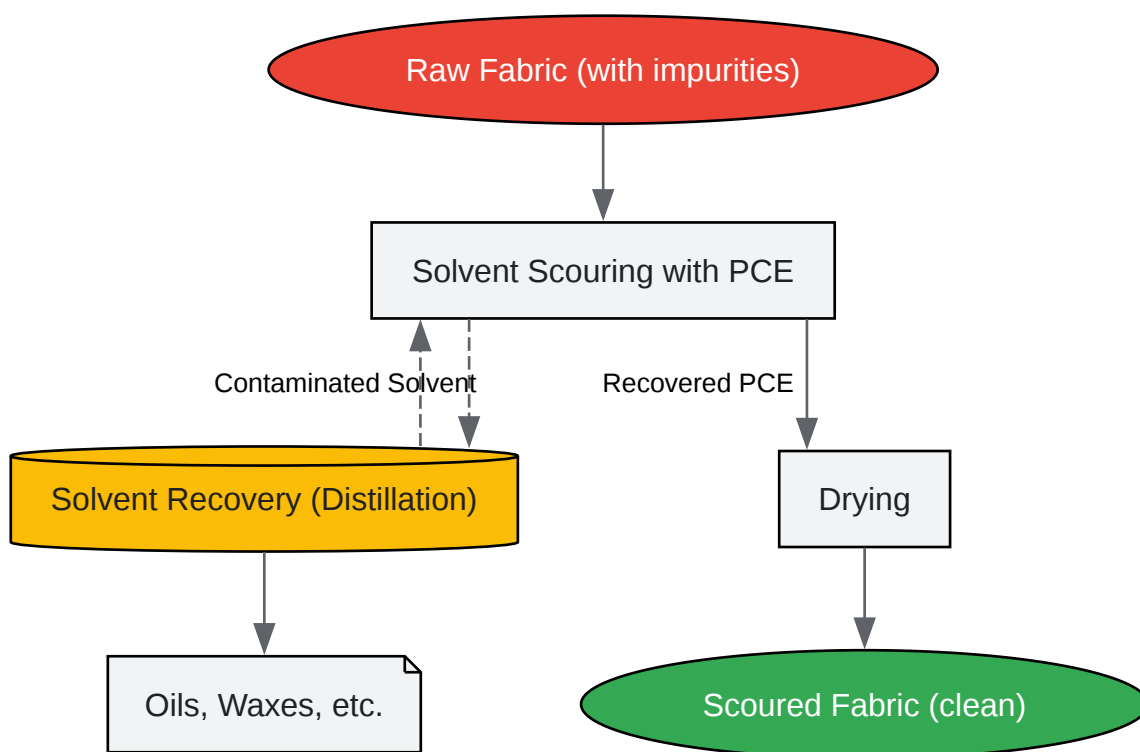 Raw Fabric (with impurities)
Solvent Scouring with PCE
Contaminated Solvent
Recovered PCE
Solvent Recovery (Distillation)
Drying
Oils, Waxes, etc.
Scoured Fabric (clean)